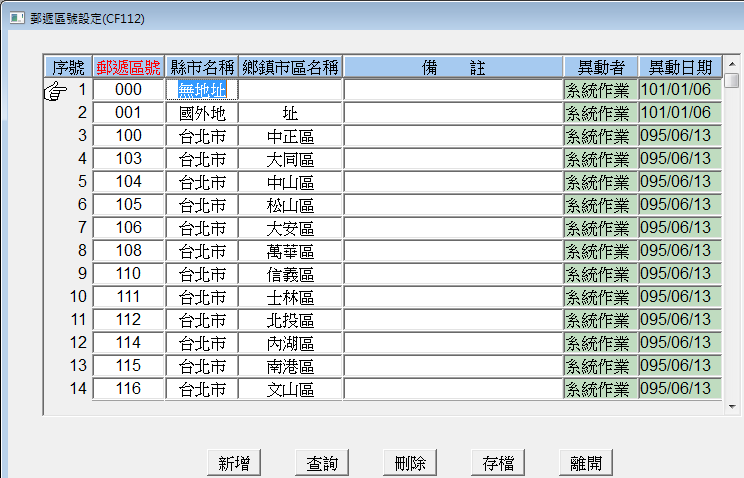 郵遞區號設定(CF112)
序號 郵遞區號 縣市名稱 鄉鎮市區名稱 備 註 異動者 異動日期
1 000 無地址 系統作業 101/01/06
2 001 國外地 址 系統作業 101/01/06
3 100 台北市 中正區 系統作業 095/06/13
4 103 台北市 大同區 系統作業 095/06/13
5 104 台北市 中山區 系統作業 095/06/13
6 105 台北市 松山區 系統作業 095/06/13
7 106 台北市 大安區 系統作業 095/06/13
8 108 台北市 萬華區 系統作業 095/06/13
9 110 台北市 信義區 系統作業 095/06/13
10 111 台北市 士林區 系統作業 095/06/13
11 112 台北市 北投區 系統作業 095/06/13
12 114 台北市 內湖區 系統作業 095/06/13
13 115 台北市 南港區 系統作業 095/06/13
14 116 台北市 文山區 系統作業 095/06/13
新增 查詢 刪除 存檔 離開